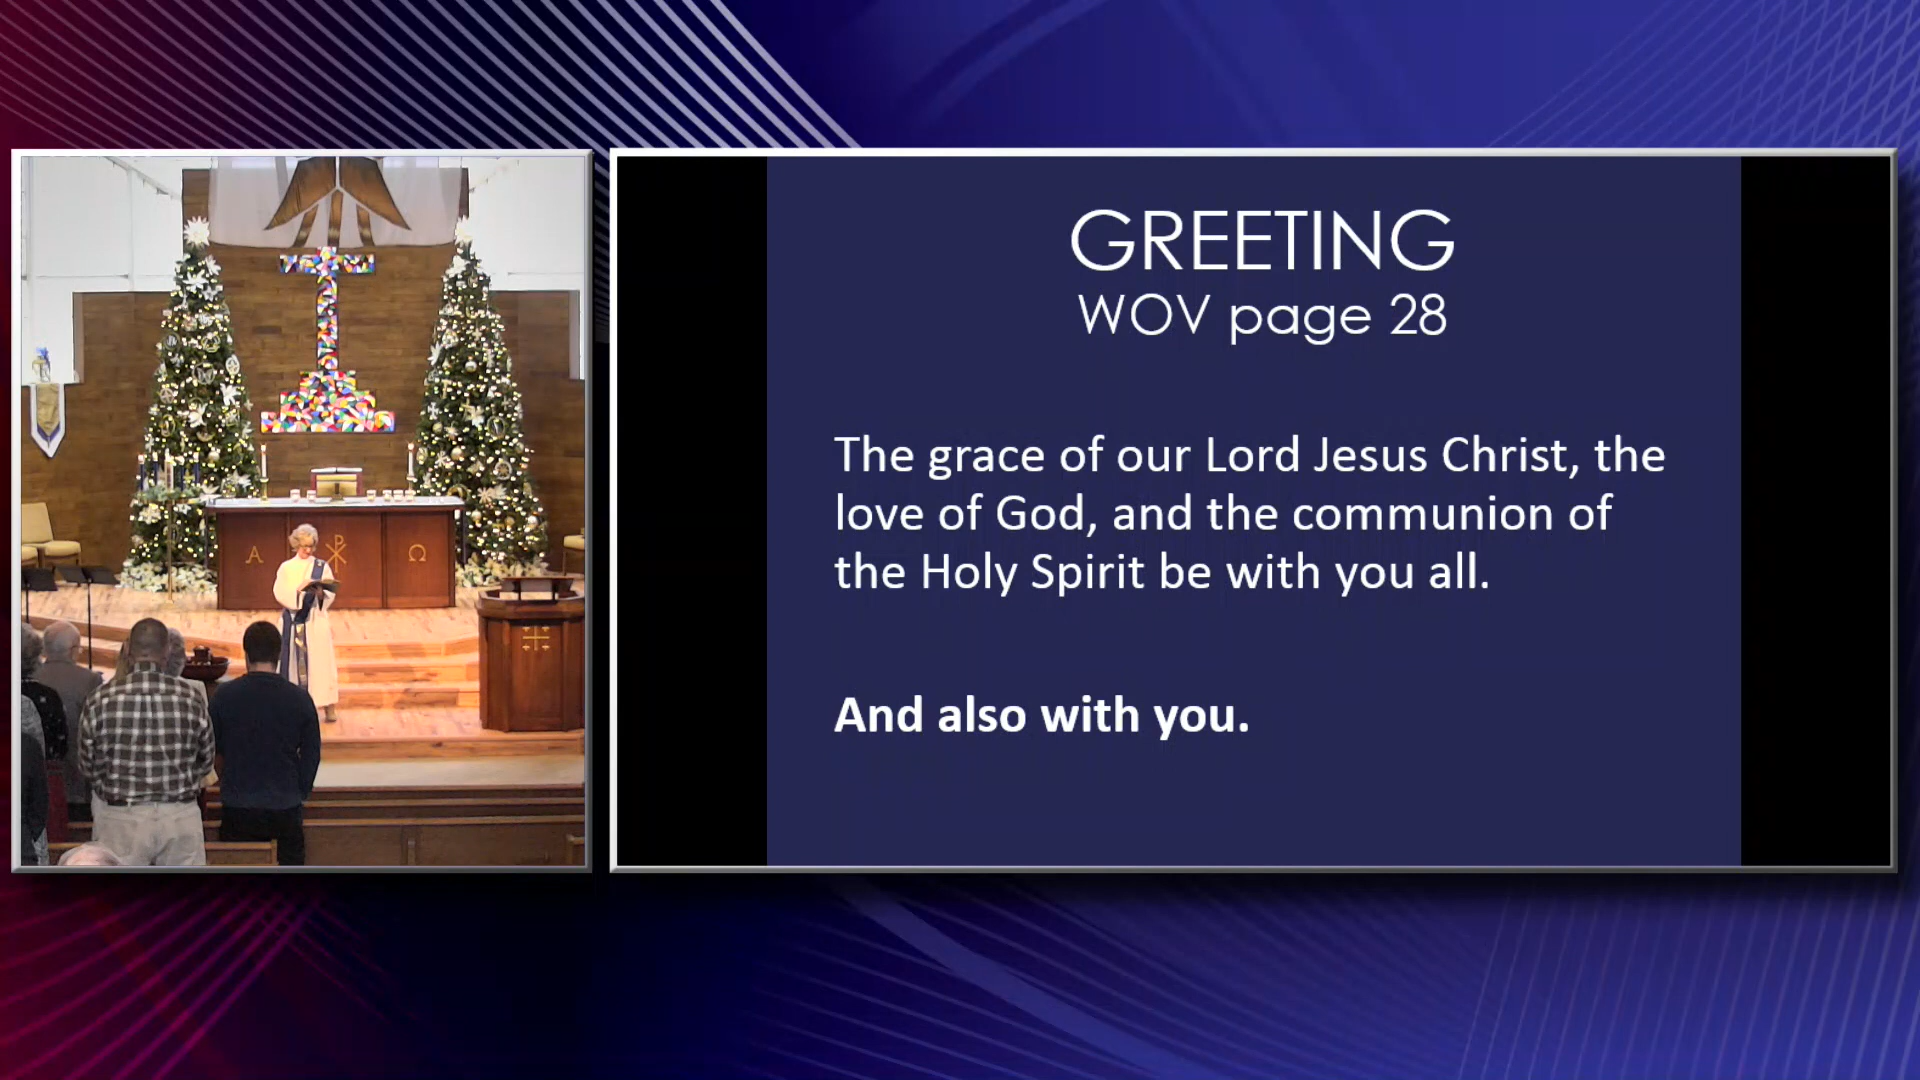 GREETING
WOV page 28
The grace of our Lord Jesus Christ, the
love of God, and the communion of
the Holy Spirit be with you all.
And also with you.
Α ☧ Ω